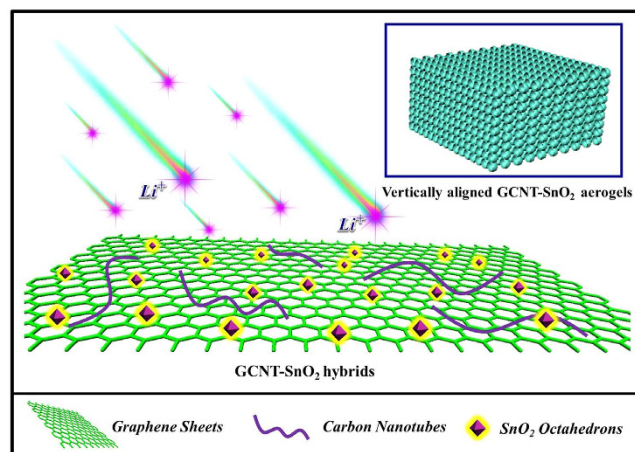 Vertically aligned GCNT-SnO₂ aerogels
Li⁺
Li⁺
GCNT-SnO₂ hybrids
Graphene Sheets
Carbon Nanotubes
SnO₂ Octahedrons